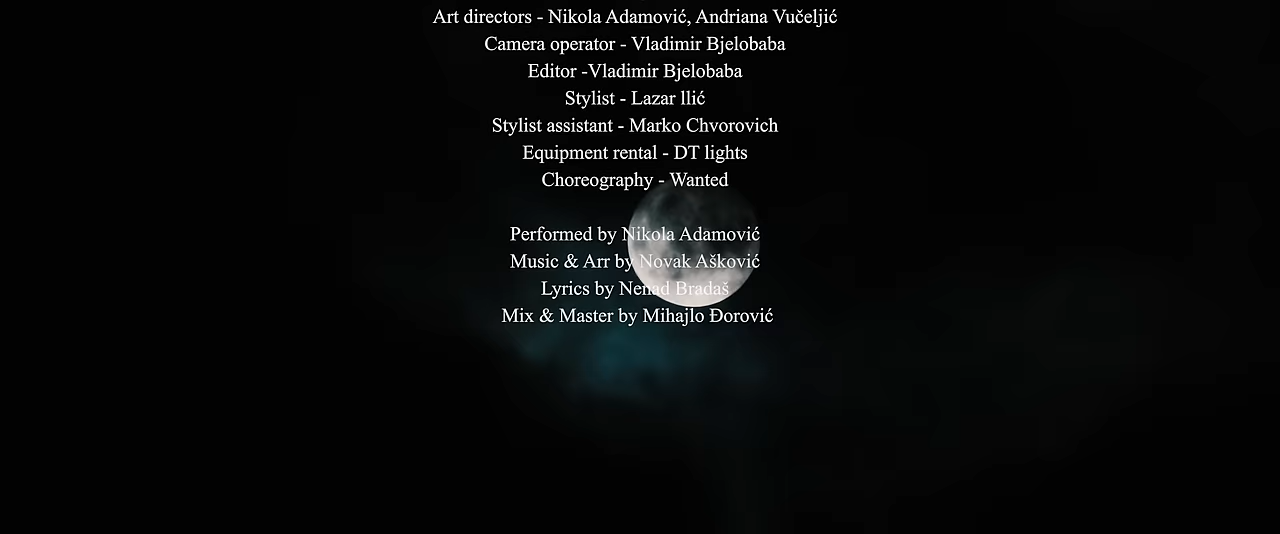 Art directors - Nikola Adamović, Andriana Vučeljić
Camera operator - Vladimir Bjelobaba
Editor -Vladimir Bjelobaba
Stylist - Lazar llić
Stylist assistant - Marko Chvorovich
Equipment rental - DT lights
Choreography - Wanted
Performed by Nikola Adamović
Music & Arr by Novak Ašković
Lyrics by Nenad Bradaš
Mix & Master by Mihajlo Đorović